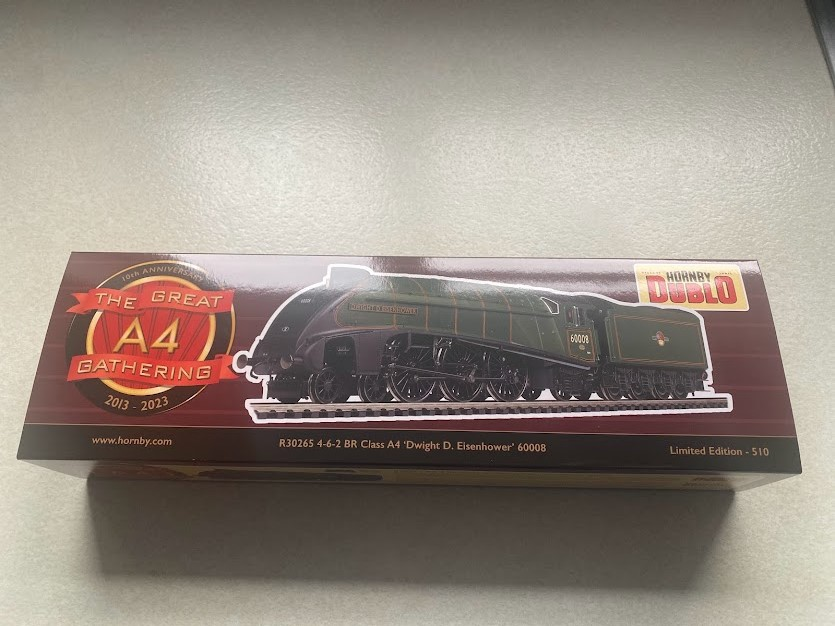 10th ANNIVERSARY
THE GREAT
A4
GATHERING
2013 - 2023
HORNBY
DUBLO
DWIGHT D. EISENHOWER
60008
www.hornby.com
R30265 4-6-2 BR Class A4 'Dwight D. Eisenhower' 60008
Limited Edition - 510